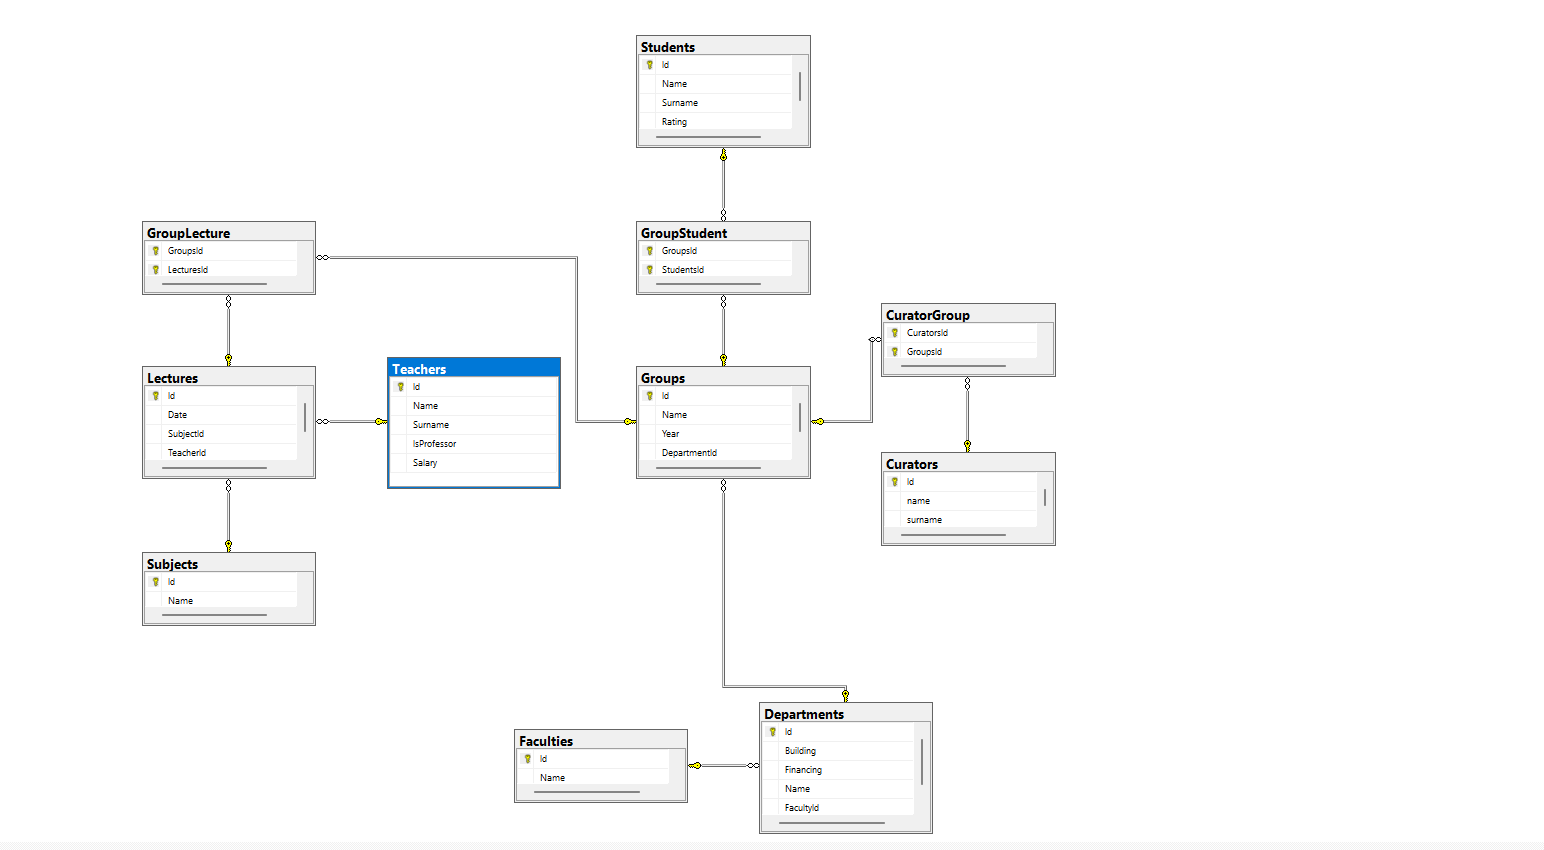 Students
Id
Name
Surname
Rating
GroupLecture
GroupsId
LecturesId
GroupStudent
GroupsId
StudentsId
CuratorGroup
CuratorsId
GroupsId
Lectures
Id
Date
SubjectId
TeacherId
Teachers
Id
Name
Surname
IsProfessor
Salary
Groups
Id
Name
Year
DepartmentId
Curators
Id
name
surname
Subjects
Id
Name
Faculties
Id
Name
Departments
Id
Building
Financing
Name
FacultyId